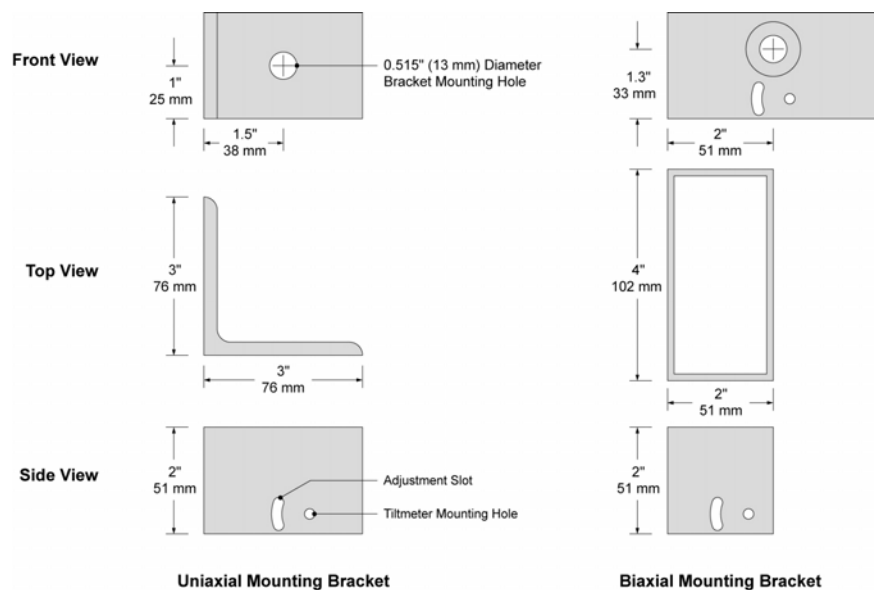 Front View
1"
25 mm
1.5"
38 mm
0.515" (13 mm) Diameter
Bracket Mounting Hole
1.3"
33 mm
2"
51 mm
Top View
3"
76 mm
3"
76 mm
4"
102 mm
2"
51 mm
Side View
2"
51 mm
Adjustment Slot
Tiltmeter Mounting Hole
2"
51 mm
Uniaxial Mounting Bracket
Biaxial Mounting Bracket